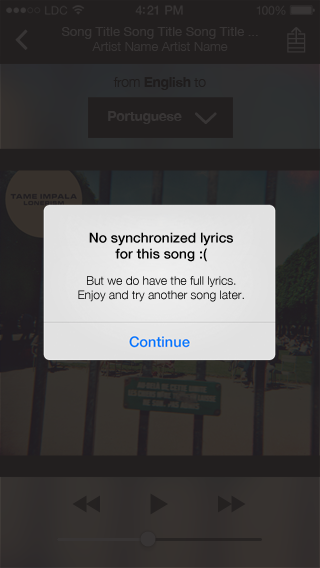 LDC 4:21 PM 100%
Song Title Song Title Song Title ...
Artist Name Artist Name
from English to
Portuguese
TAME IMPALA
No synchronized lyrics
for this song :(
But we do have the full lyrics.
Enjoy and try another song later.
Continue